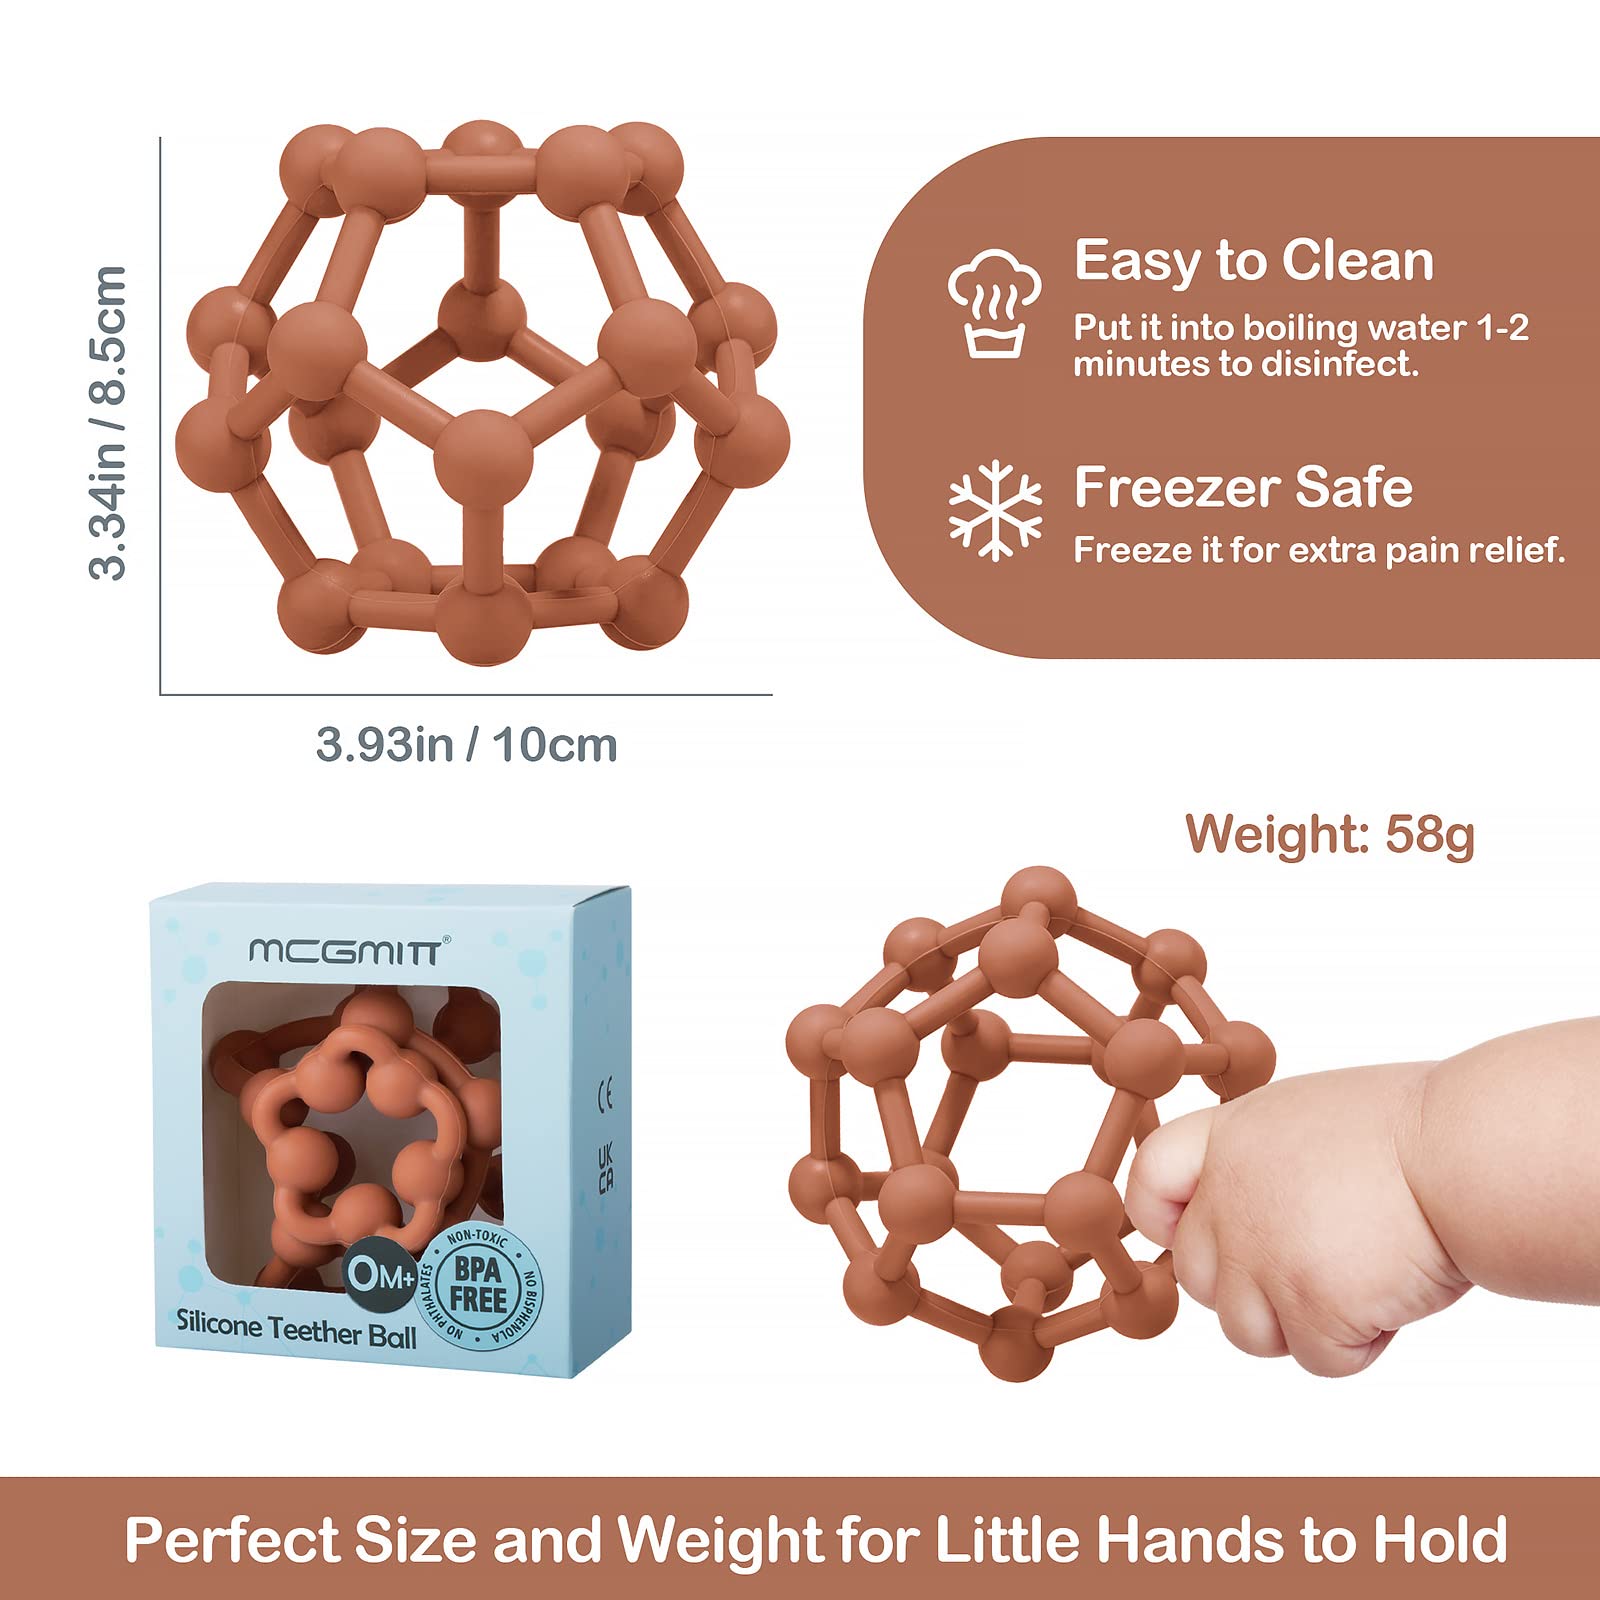 3.34in / 8.5cm
3.93in / 10cm
Easy to Clean
Put it into boiling water 1-2
minutes to disinfect.
Freezer Safe
Freeze it for extra pain relief.
Weight: 58g
MCGMITT®
CE
UK
CA
0M+
NON-TOXIC
BPA
FREE
NO PHTHALATES
NO BISPHENOLA
Silicone Teether Ball
Perfect Size and Weight for Little Hands to Hold